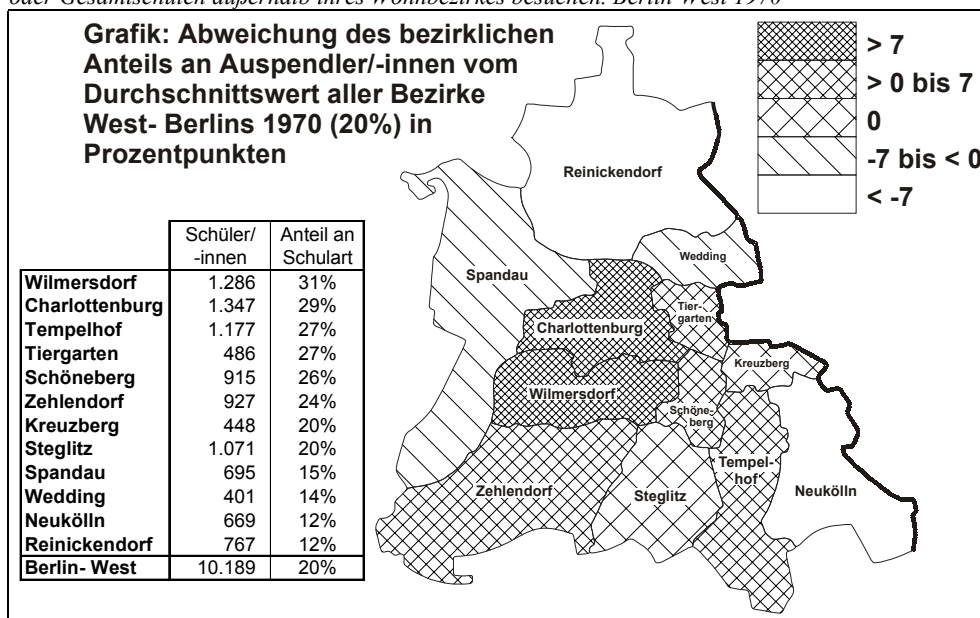 oder Gesamtschulen außerhalb ihres Wohnbezirkes besuchen. Berlin-West 1970
Grafik: Abweichung des bezirklichen
Anteils an Auspendler/-innen vom
Durchschnittswert aller Bezirke
West- Berlins 1970 (20%) in
Prozentpunkten
> 7
> 0 bis 7
0
-7 bis < 0
< -7
Schüler/ Anteil an
-innen Schulart
Wilmersdorf 1.286 31%
Charlottenburg 1.347 29%
Tempelhof 1.177 27%
Tiergarten 486 27%
Schöneberg 915 26%
Zehlendorf 927 24%
Kreuzberg 448 20%
Steglitz 1.071 20%
Spandau 695 15%
Wedding 401 14%
Neukölln 669 12%
Reinickendorf 767 12%
Berlin- West 10.189 20%
Reinickendorf
Wedding
Spandau
Tier-
garten
Charlottenburg
Kreuzberg
Wilmersdorf
Schöne-
berg
Tempel-
hof
Zehlendorf
Steglitz
Neukölln